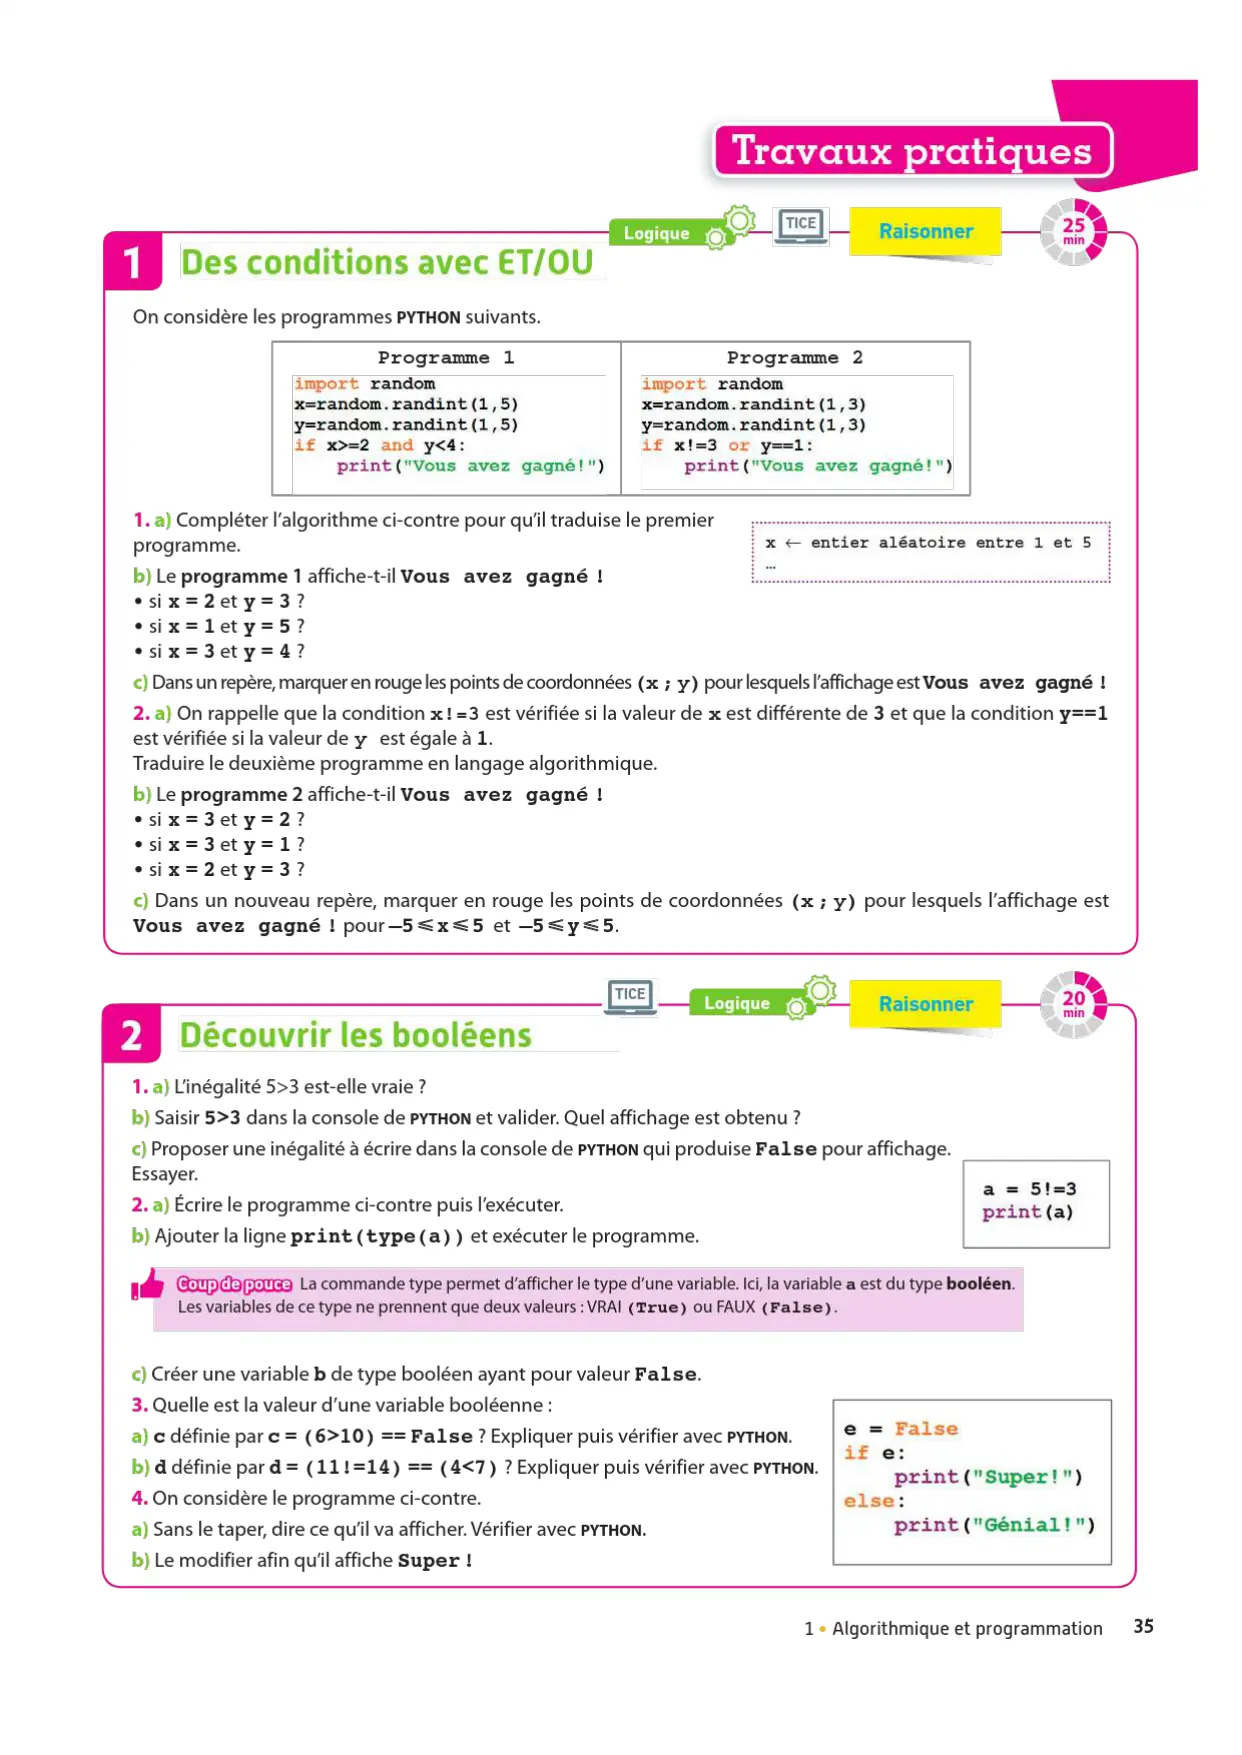 Travaux pratiques
Logique
TICE
Raisonner
25 min
1 Des conditions avec ET/OU
On considère les programmes PYTHON suivants.
Programme 1
import random
x=random.randint(1,5)
y=random.randint(1,5)
if x>=2 and y<4:
    print("Vous avez gagné!")
Programme 2
import random
x=random.randint(1,3)
y=random.randint(1,3)
if x!=3 or y==1:
    print("Vous avez gagné!")
1. a) Compléter l'algorithme ci-contre pour qu'il traduise le premier
programme.
x ← entier aléatoire entre 1 et 5
...
b) Le programme 1 affiche-t-il Vous avez gagné !
• si x = 2 et y = 3 ?
• si x = 1 et y = 5 ?
• si x = 3 et y = 4 ?
c) Dans un repère, marquer en rouge les points de coordonnées (x ; y) pour lesquels l'affichage est Vous avez gagné !
2. a) On rappelle que la condition x!=3 est vérifiée si la valeur de x est différente de 3 et que la condition y==1
est vérifiée si la valeur de y est égale à 1.
Traduire le deuxième programme en langage algorithmique.
b) Le programme 2 affiche-t-il Vous avez gagné !
• si x = 3 et y = 2 ?
• si x = 3 et y = 1 ?
• si x = 2 et y = 3 ?
c) Dans un nouveau repère, marquer en rouge les points de coordonnées (x ; y) pour lesquels l'affichage est
Vous avez gagné ! pour –5 ⩽ x ⩽ 5 et –5 ⩽ y ⩽ 5.
TICE
Logique
Raisonner
20 min
2 Découvrir les booléens
1. a) L'inégalité 5>3 est-elle vraie ?
b) Saisir 5>3 dans la console de PYTHON et valider. Quel affichage est obtenu ?
c) Proposer une inégalité à écrire dans la console de PYTHON qui produise False pour affichage.
Essayer.
2. a) Écrire le programme ci-contre puis l'exécuter.
b) Ajouter la ligne print(type(a)) et exécuter le programme.
a = 5!=3
print(a)
Coup de pouce La commande type permet d'afficher le type d'une variable. Ici, la variable a est du type booléen.
Les variables de ce type ne prennent que deux valeurs : VRAI (True) ou FAUX (False).
c) Créer une variable b de type booléen ayant pour valeur False.
3. Quelle est la valeur d'une variable booléenne :
a) c définie par c = (6>10) == False ? Expliquer puis vérifier avec PYTHON.
b) d définie par d = (11!=14) == (4<7) ? Expliquer puis vérifier avec PYTHON.
4. On considère le programme ci-contre.
a) Sans le taper, dire ce qu'il va afficher. Vérifier avec PYTHON.
b) Le modifier afin qu'il affiche Super !
e = False
if e:
    print("Super!")
else:
    print("Génial!")
1 • Algorithmique et programmation 35